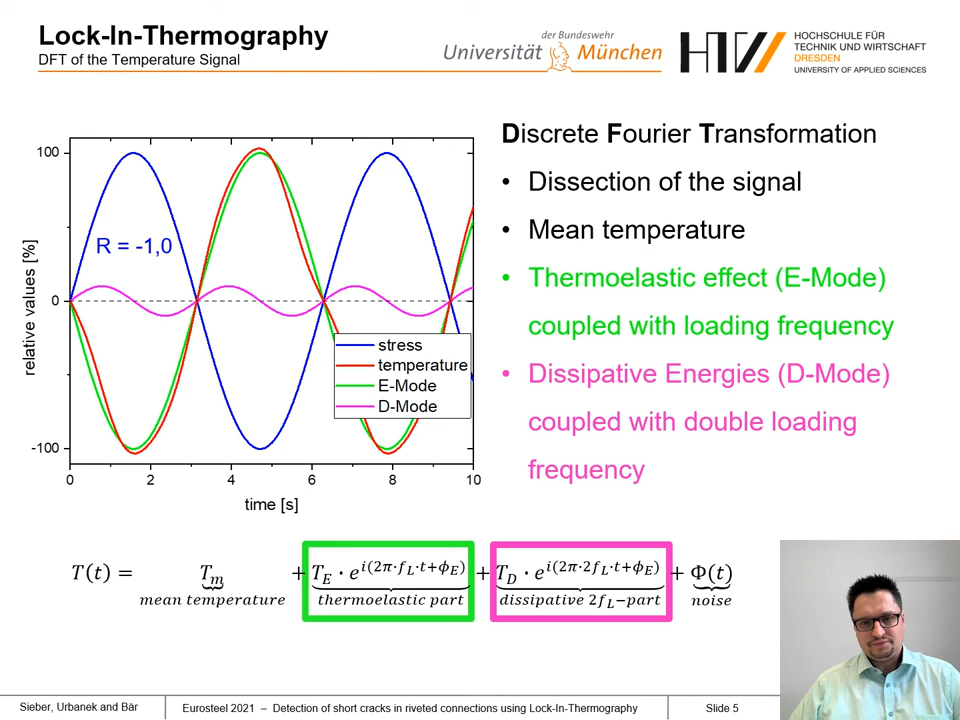 Lock-In-Thermography
DFT of the Temperature Signal
der Bundeswehr
Universität München
HTW
HOCHSCHULE FÜR
TECHNIK UND WIRTSCHAFT
DRESDEN
UNIVERSITY OF APPLIED SCIENCES
100
0
-100
relative values [%]
R = -1,0
stress
temperature
E-Mode
D-Mode
0 2 4 6 8 10
time [s]
Discrete Fourier Transformation
• Dissection of the signal
• Mean temperature
• Thermoelastic effect (E-Mode)
coupled with loading frequency
• Dissipative Energies (D-Mode)
coupled with double loading
frequency
T(t) = T_m + T_E · e^{i(2π·f_L·t+ϕ_E)} + T_D · e^{i(2π·2f_L·t+ϕ_E)} + Φ(t)
mean temperature thermoelastic part dissipative 2f_L−part noise
Sieber, Urbanek and Bär
Eurosteel 2021 – Detection of short cracks in riveted connections using Lock-In-Thermography
Slide 5